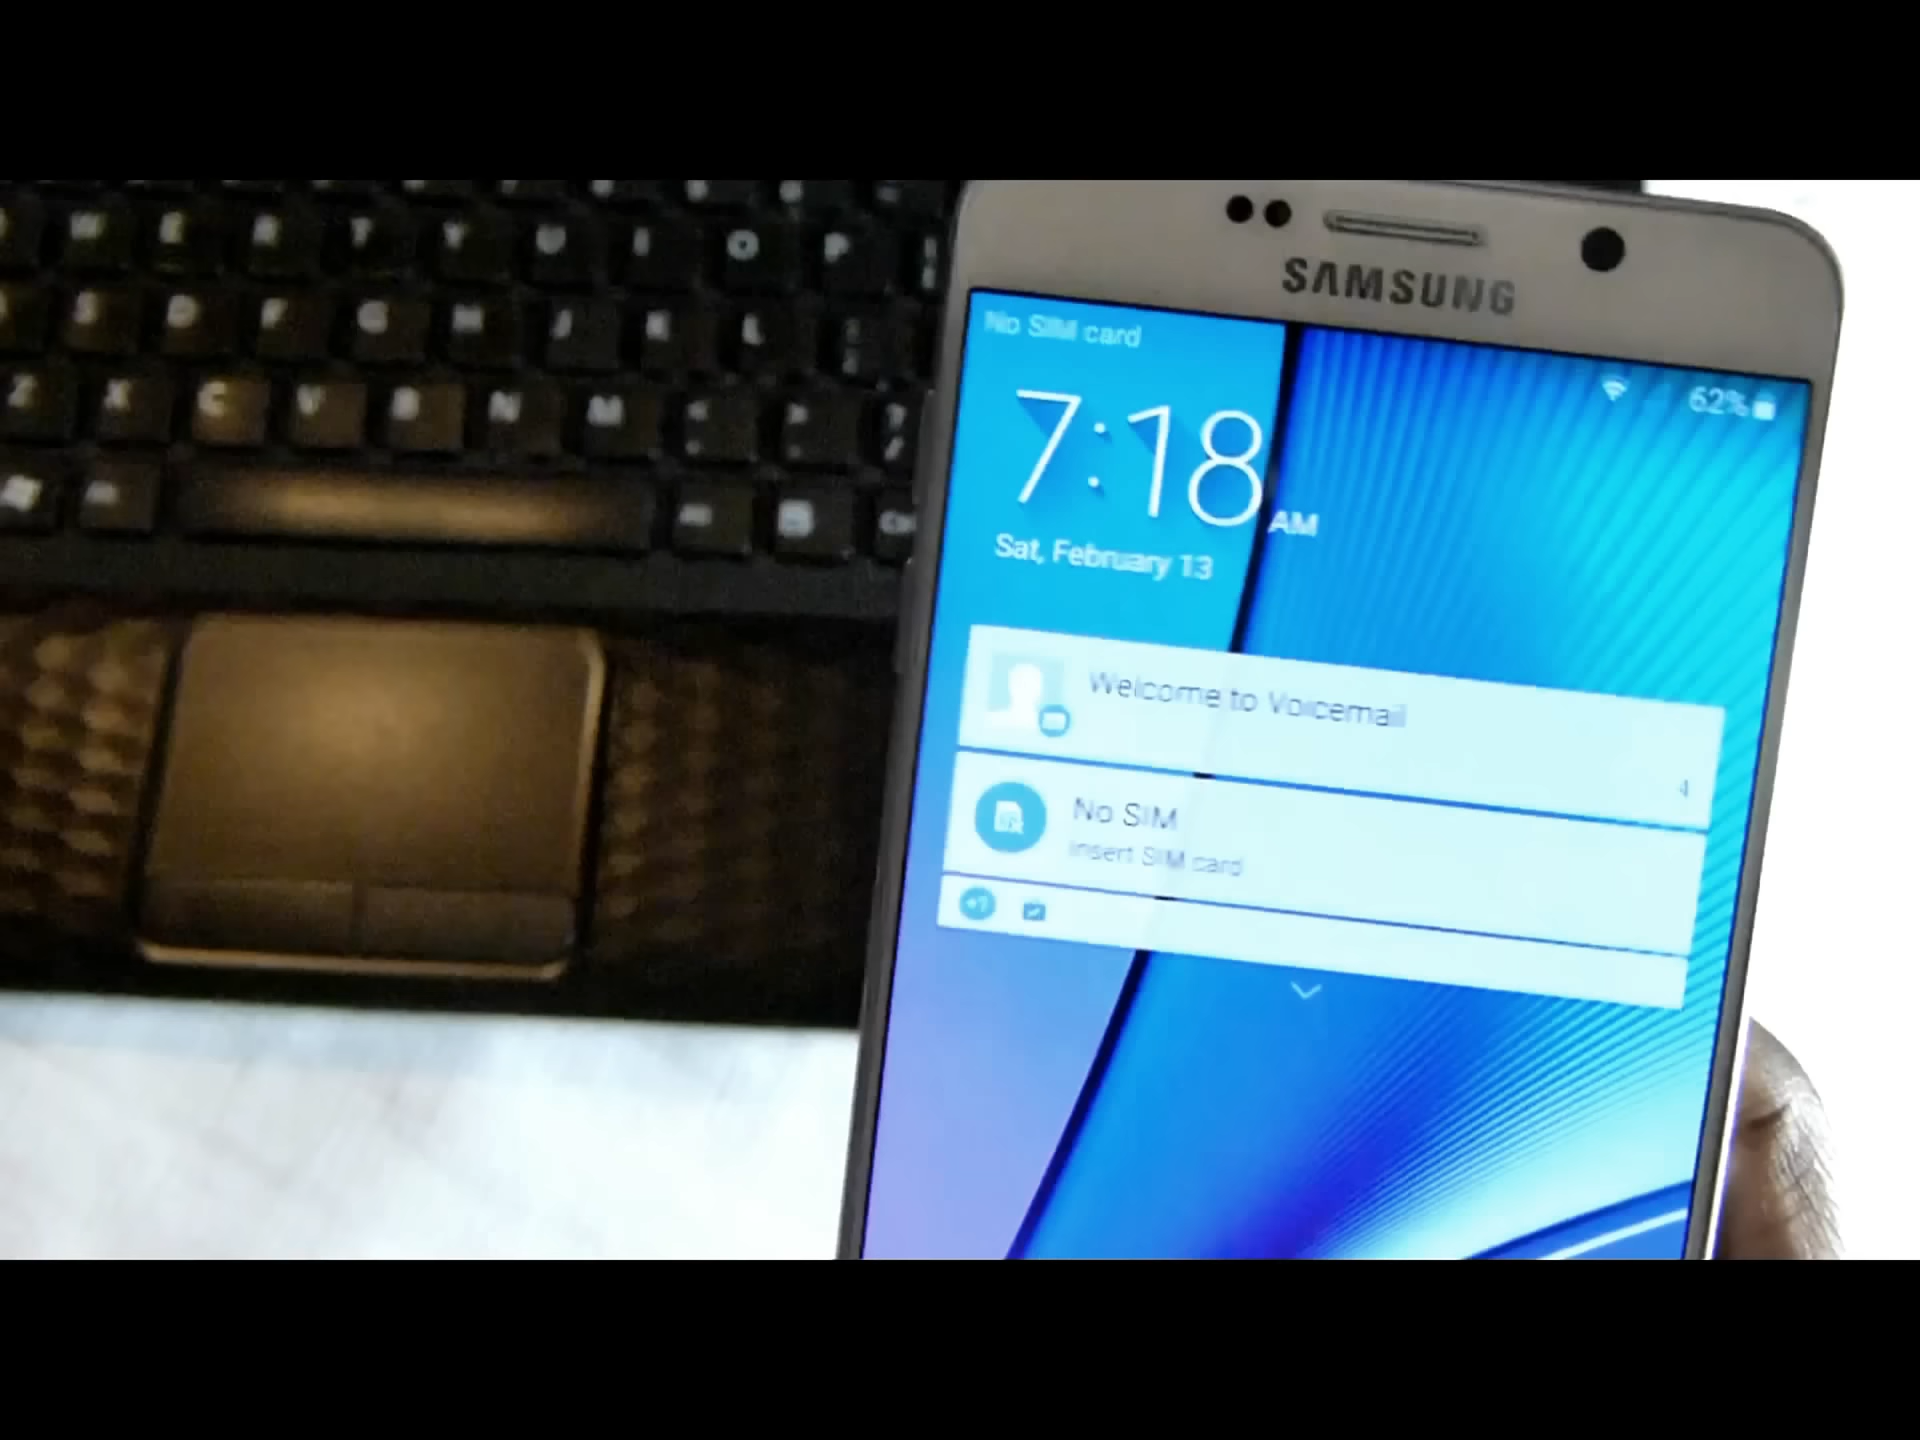 W E R T Y U I O P
S D F G H J K L
Z X C V B N M < > ?
SAMSUNG
No SIM card
62%
7:18 AM
Sat, February 13
Welcome to Voicemail
4
No SIM
Insert SIM card